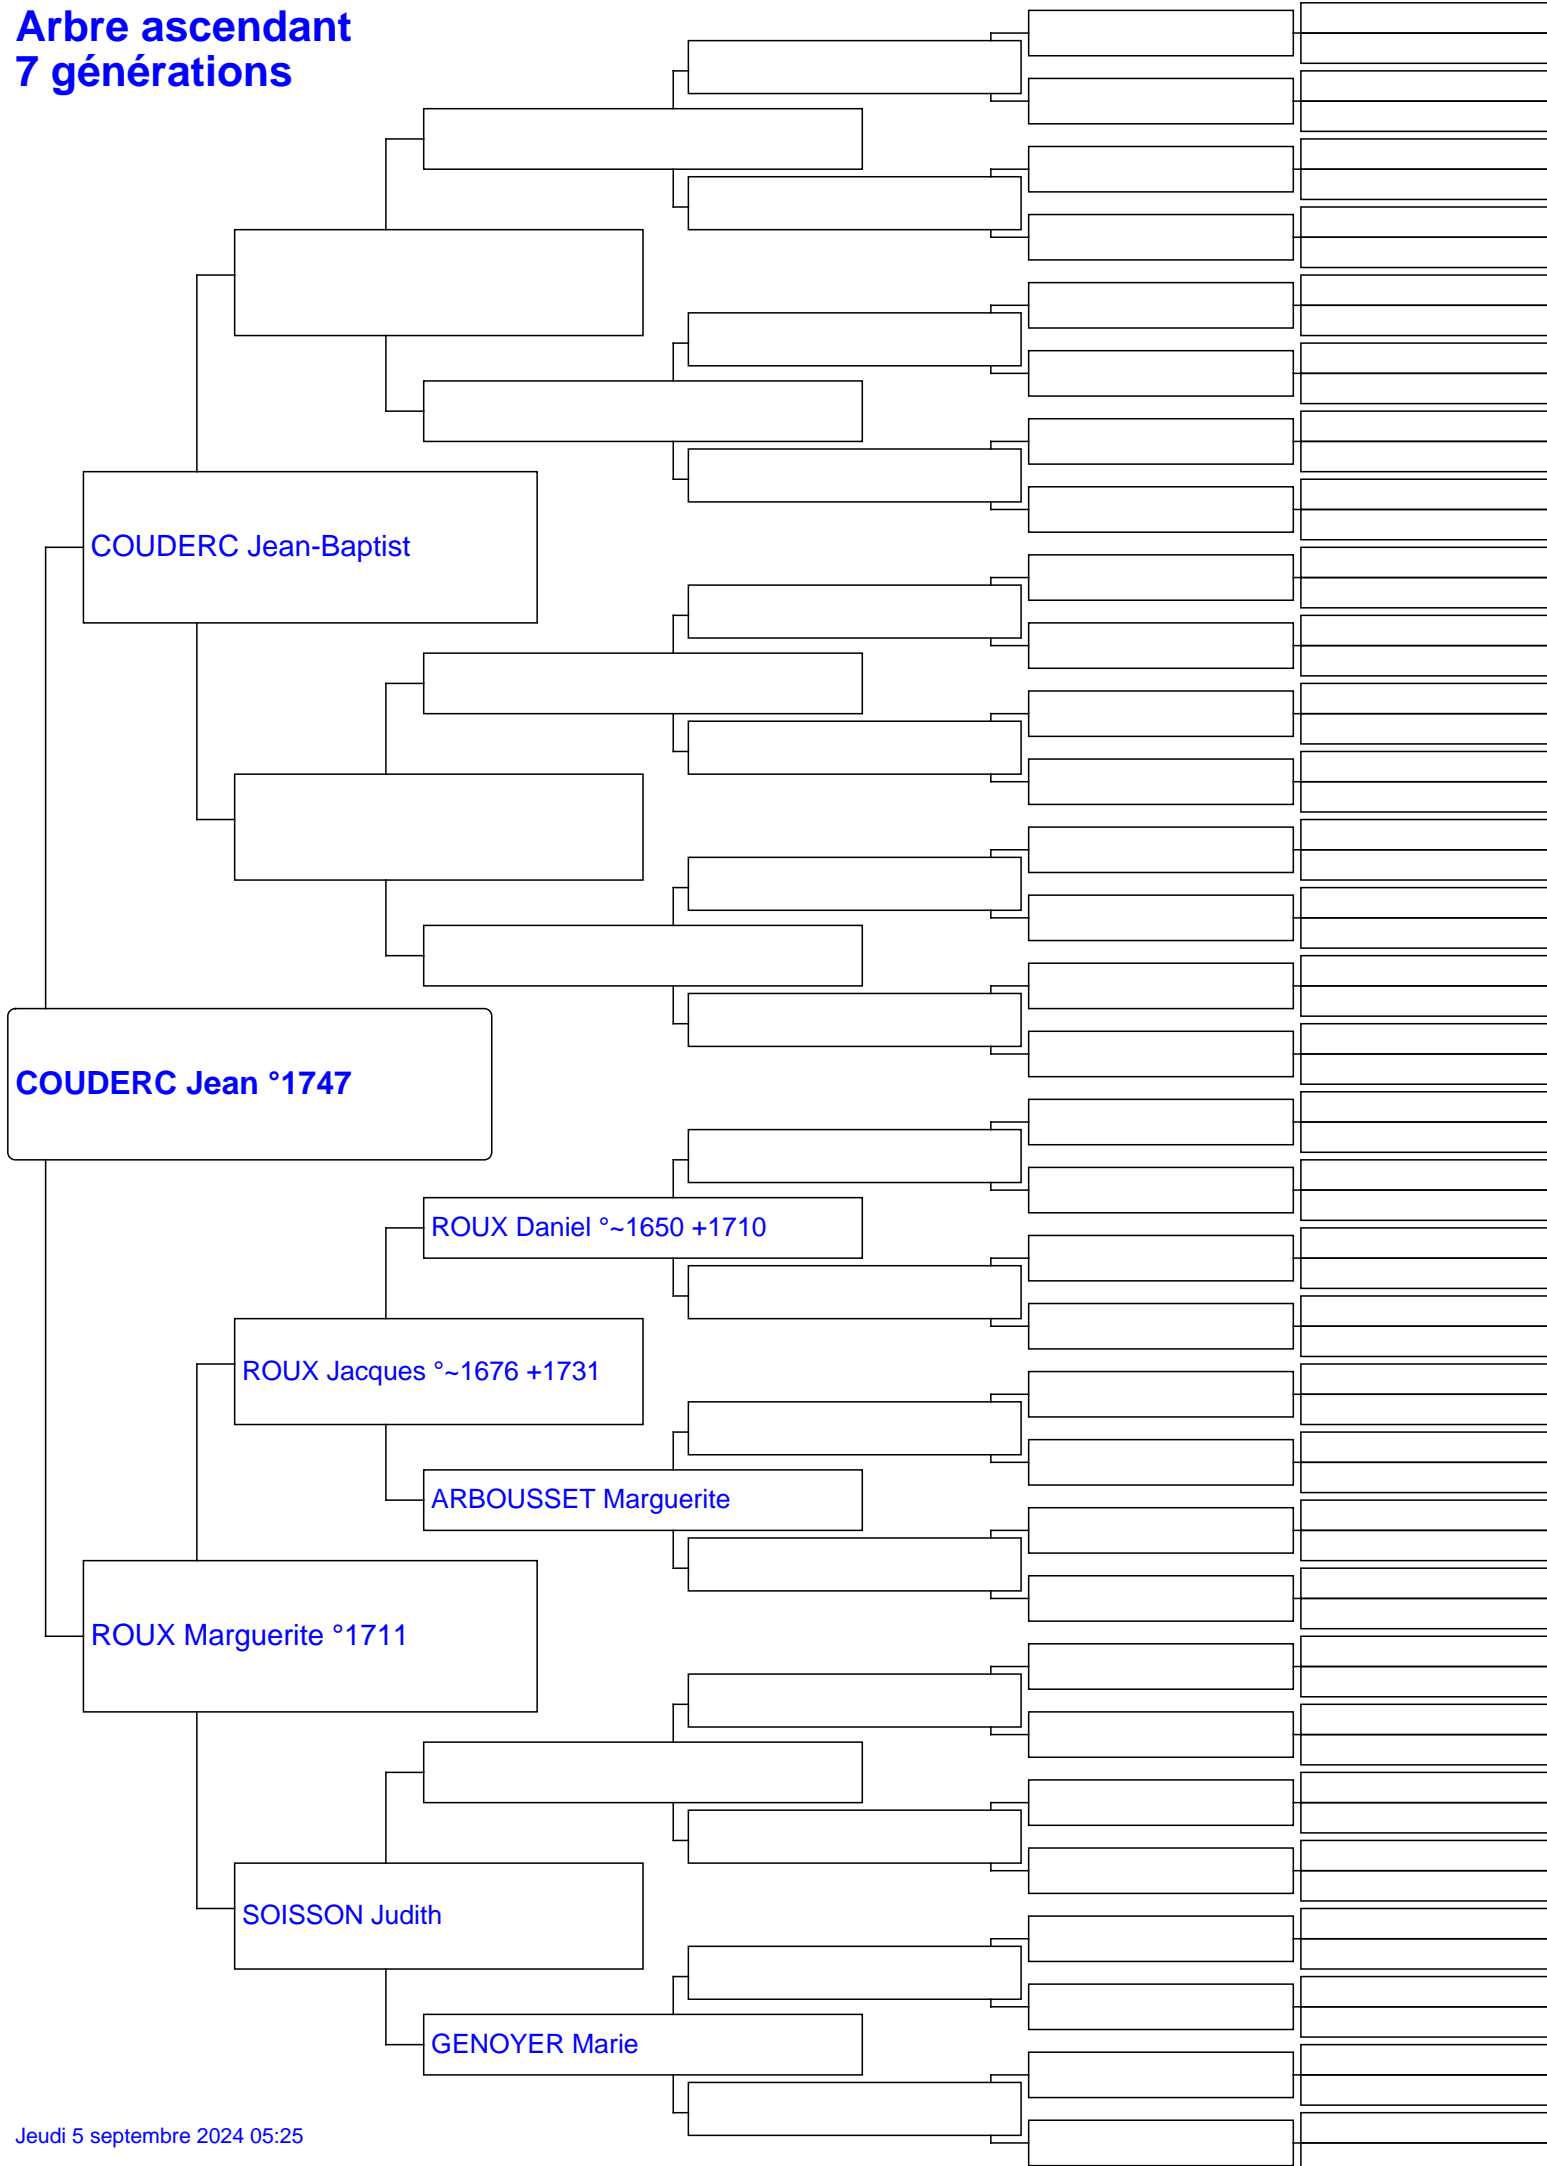 Arbre ascendant
7 générations
COUDERC Jean-Baptist
COUDERC Jean °1747
ROUX Daniel °~1650 +1710
ROUX Jacques °~1676 +1731
ARBOUSSET Marguerite
ROUX Marguerite °1711
SOISSON Judith
GENOYER Marie
Jeudi 5 septembre 2024 05:25